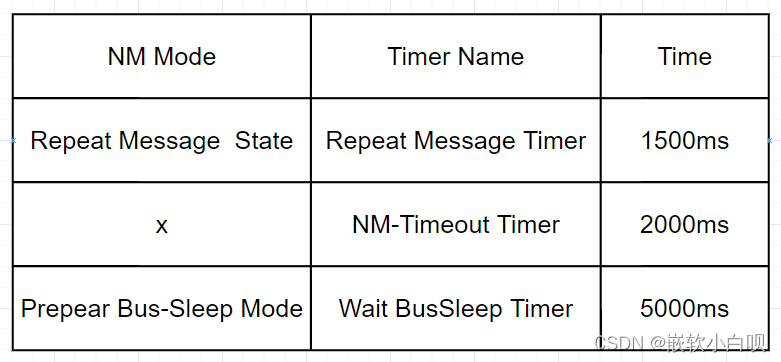 NM Mode Timer Name Time
Repeat Message State Repeat Message Timer 1500ms
x NM-Timeout Timer 2000ms
Prepear Bus-Sleep Mode Wait BusSleep Timer 5000ms
CSDN @嵌软小白呗